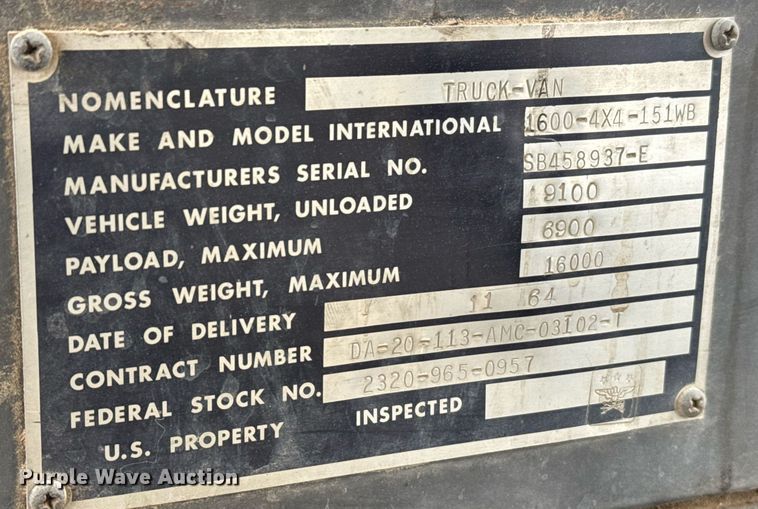 NOMENCLATURE TRUCK-VAN
MAKE AND MODEL INTERNATIONAL 1600-4X4-151WB
MANUFACTURERS SERIAL NO. SB458937-E
VEHICLE WEIGHT, UNLOADED 9100
PAYLOAD, MAXIMUM 6900
GROSS WEIGHT, MAXIMUM 16000
DATE OF DELIVERY 11 64
CONTRACT NUMBER DA-20-113-AMC-03102-T
FEDERAL STOCK NO. 2320-965-0957
U.S. PROPERTY INSPECTED
Purple Wave Auction